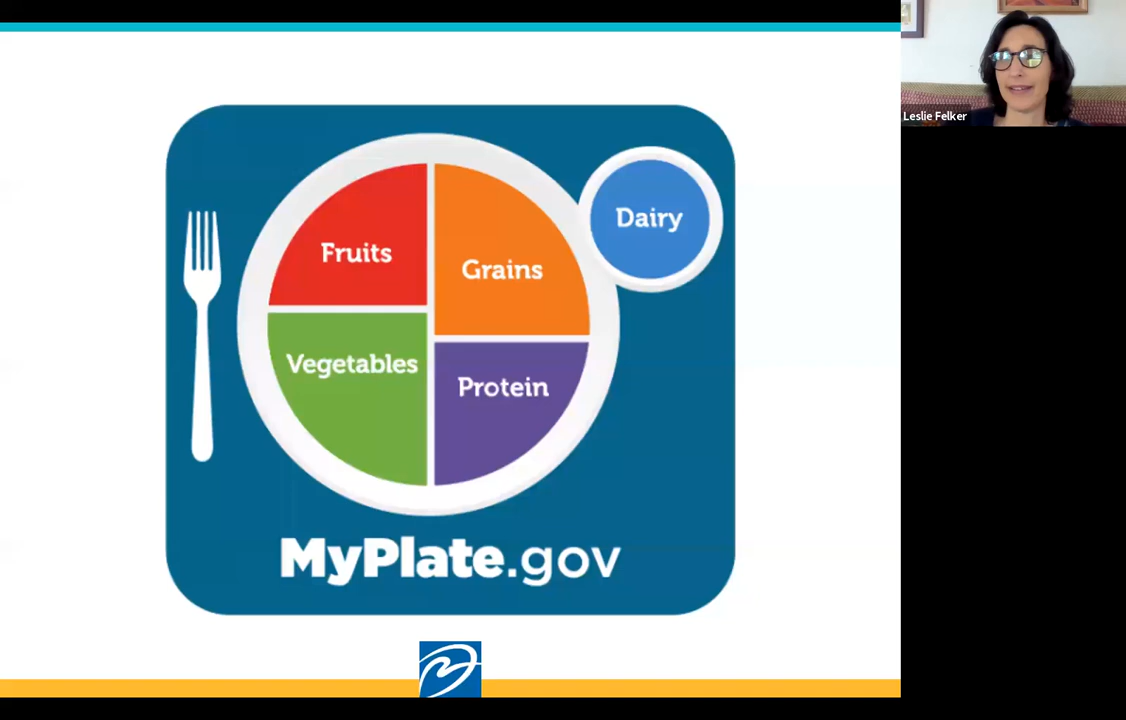 Leslie Felker
Fruits
Grains
Dairy
Vegetables
Protein
MyPlate.gov